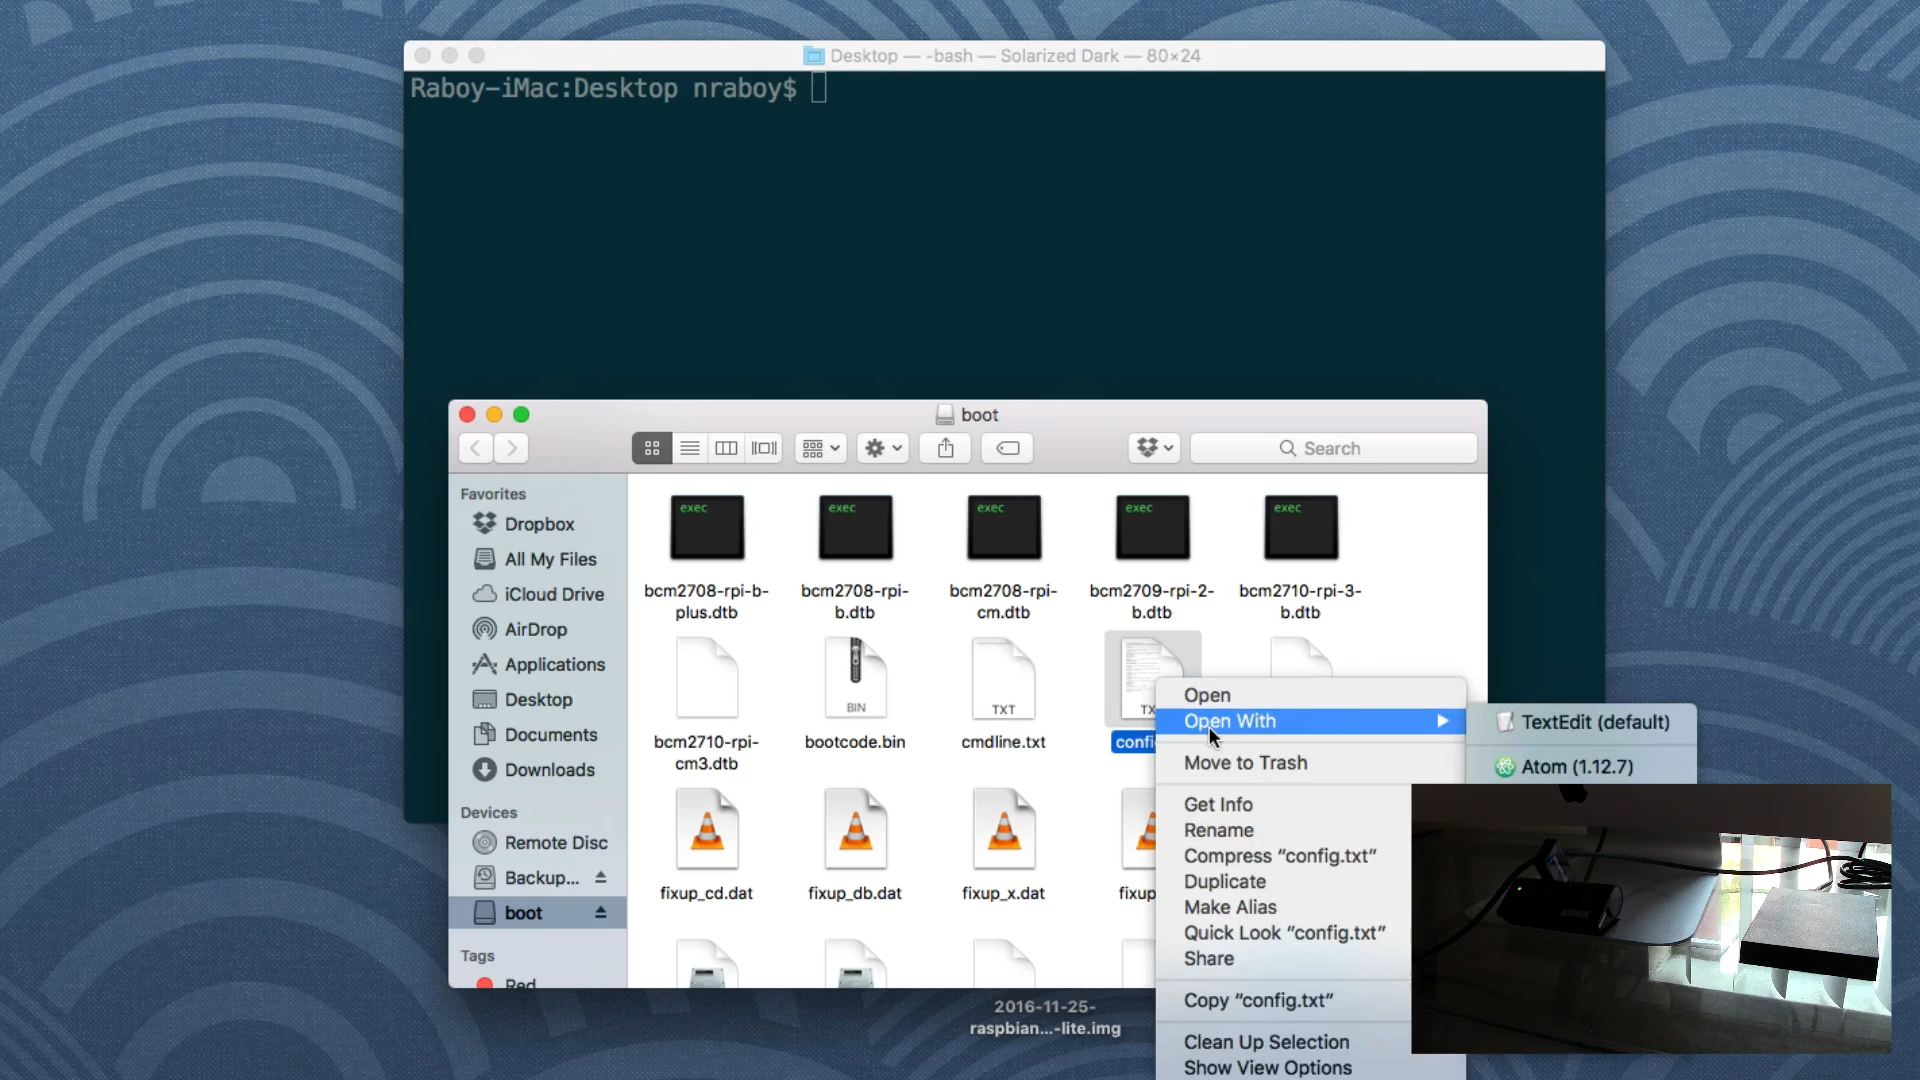 Desktop — -bash — Solarized Dark — 80×24
Raboy-iMac:Desktop nraboy$
boot
Search
Favorites
Dropbox
All My Files
iCloud Drive
AirDrop
Applications
Desktop
Documents
Downloads
Devices
Remote Disc
Backup...
boot
Tags
Red
exec
exec
exec
exec
exec
bcm2708-rpi-b-
plus.dtb
bcm2708-rpi-
b.dtb
bcm2708-rpi-
cm.dtb
bcm2709-rpi-2-
b.dtb
bcm2710-rpi-3-
b.dtb
BIN
TXT
TX
bcm2710-rpi-
cm3.dtb
bootcode.bin
cmdline.txt
confi
fixup_cd.dat
fixup_db.dat
fixup_x.dat
fixup
Open
Open With
Move to Trash
Get Info
Rename
Compress “config.txt”
Duplicate
Make Alias
Quick Look “config.txt”
Share
Copy “config.txt”
Clean Up Selection
Show View Options
TextEdit (default)
Atom (1.12.7)
2016-11-25-
raspbian...-lite.img